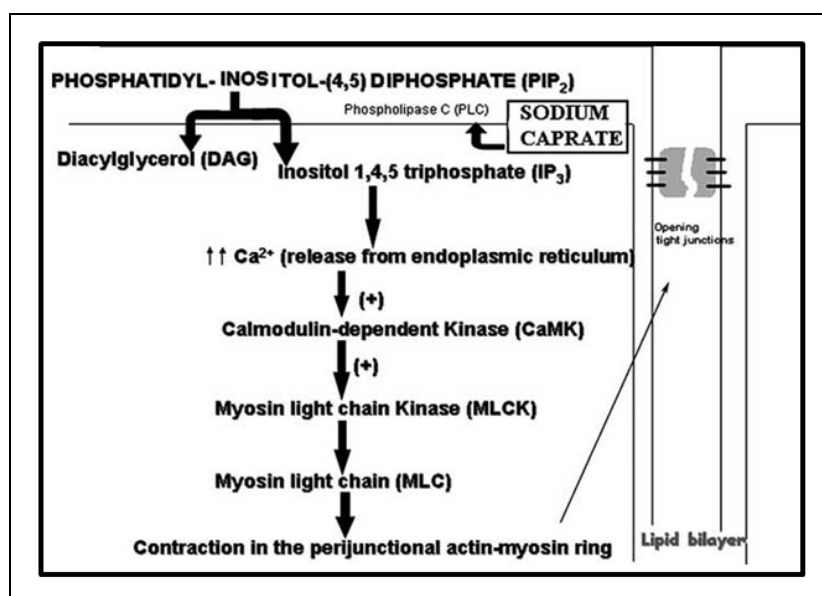 PHOSPHATIDYL- INOSITOL-(4,5) DIPHOSPHATE (PIP₂)
Phospholipase C (PLC)
SODIUM
CAPRATE
Diacylglycerol (DAG)
Inositol 1,4,5 triphosphate (IP₃)
Opening
tight junctions
↑↑ Ca²⁺ (release from endoplasmic reticulum)
(+)
Calmodulin-dependent Kinase (CaMK)
(+)
Myosin light chain Kinase (MLCK)
Myosin light chain (MLC)
Contraction in the perijunctional actin-myosin ring
Lipid bilayer